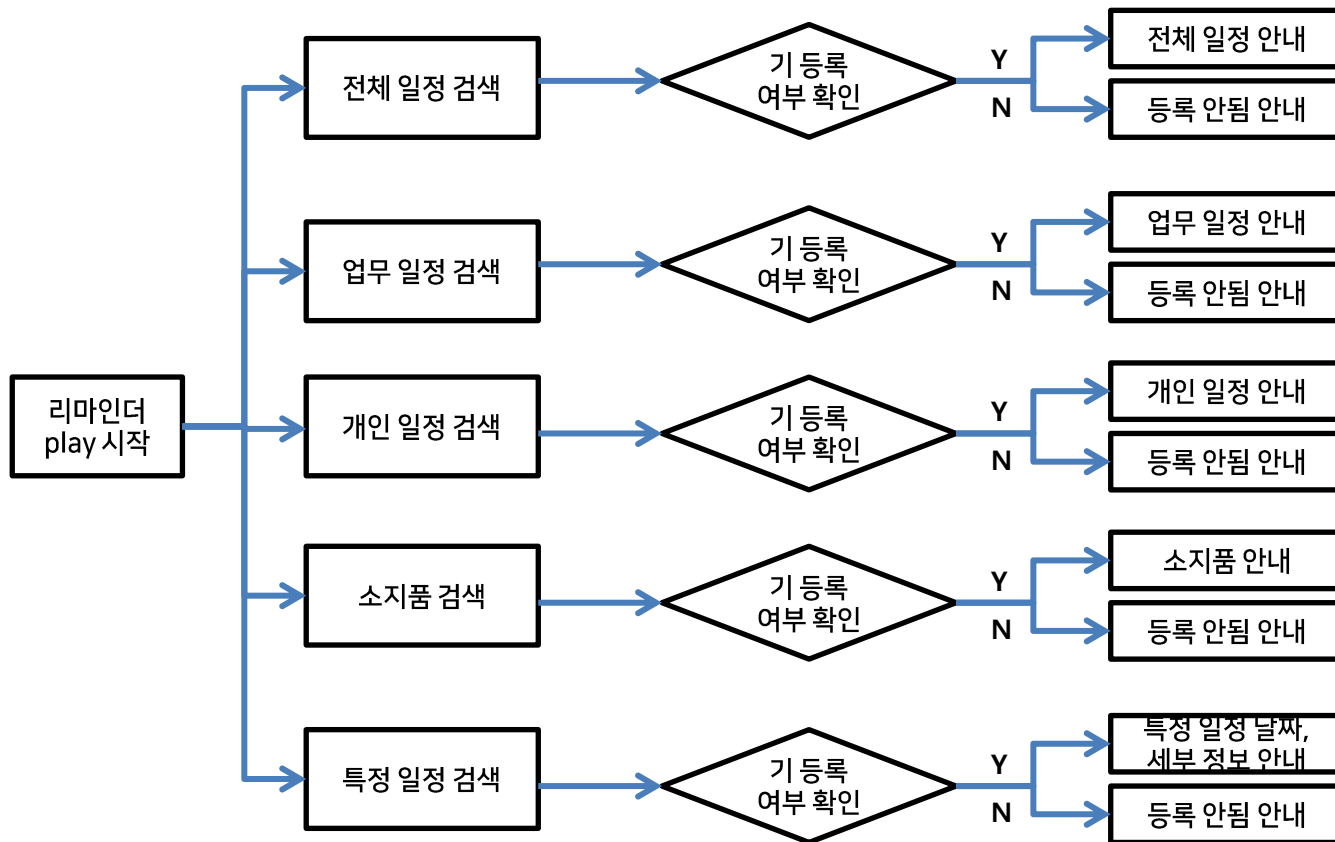 전체 일정 검색
기 등록
여부 확인
Y
N
전체 일정 안내
등록 안됨 안내
업무 일정 검색
기 등록
여부 확인
Y
N
업무 일정 안내
등록 안됨 안내
리마인더
play 시작
개인 일정 검색
기 등록
여부 확인
Y
N
개인 일정 안내
등록 안됨 안내
소지품 검색
기 등록
여부 확인
Y
N
소지품 안내
등록 안됨 안내
특정 일정 검색
기 등록
여부 확인
Y
N
특정 일정 날짜,
세부 정보 안내
등록 안됨 안내